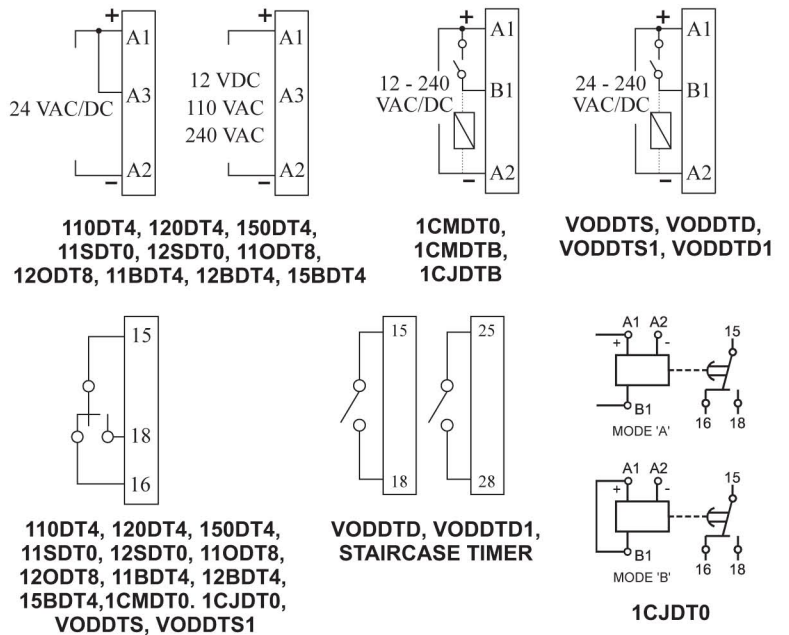 +
A1
24 VAC/DC
A3
A2
−
+
A1
12 VDC
110 VAC
240 VAC
A3
A2
−
+
A1
12 - 240
VAC/DC
B1
A2
−
+
A1
24 - 240
VAC/DC
B1
A2
−
110DT4, 120DT4, 150DT4,
11SDT0, 12SDT0, 11ODT8,
12ODT8, 11BDT4, 12BDT4, 15BDT4
1CMDT0,
1CMDTB,
1CJDTB
VODDTS, VODDTD,
VODDTS1, VODDTD1
15
18
16
15
18
25
28
A1 A2
+ -
15
B1
16 18
MODE 'A'
A1 A2
+ -
15
B1
16 18
MODE 'B'
110DT4, 120DT4, 150DT4,
11SDT0, 12SDT0, 11ODT8,
12ODT8, 11BDT4, 12BDT4,
15BDT4,1CMDT0. 1CJDT0,
VODDTS, VODDTS1
VODDTD, VODDTD1,
STAIRCASE TIMER
1CJDT0